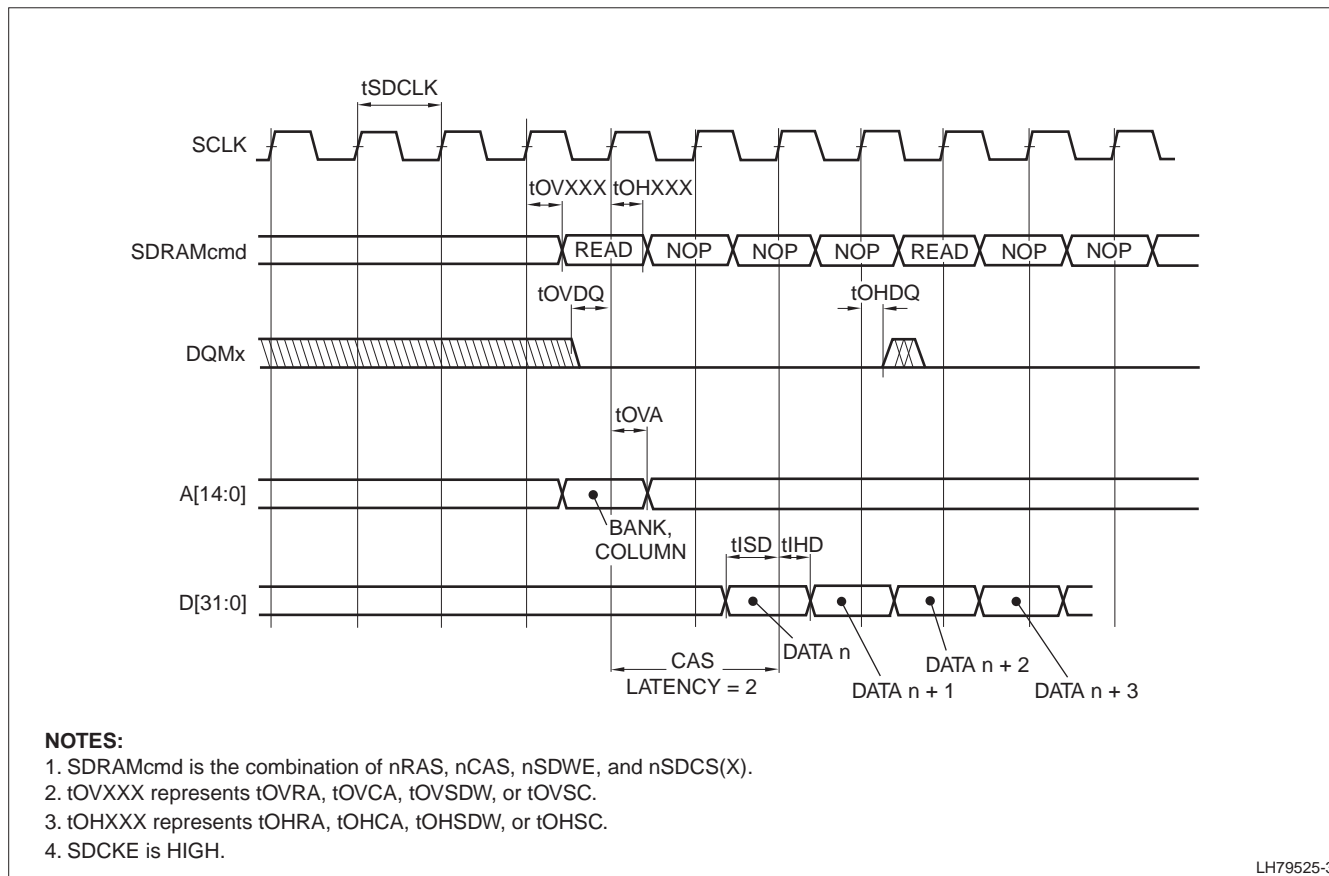 tSDCLK
SCLK
tOVXXX tOHXXX
SDRAMcmd READ NOP NOP NOP READ NOP NOP
tOVDQ tOHDQ
DQMx
tOVA
A[14:0]
BANK,
COLUMN
tISD tIHD
D[31:0]
DATA n
DATA n + 1
DATA n + 2
DATA n + 3
CAS
LATENCY = 2
NOTES:
1. SDRAMcmd is the combination of nRAS, nCAS, nSDWE, and nSDCS(X).
2. tOVXXX represents tOVRA, tOVCA, tOVSDW, or tOVSC.
3. tOHXXX represents tOHRA, tOHCA, tOHSDW, or tOHSC.
4. SDCKE is HIGH.